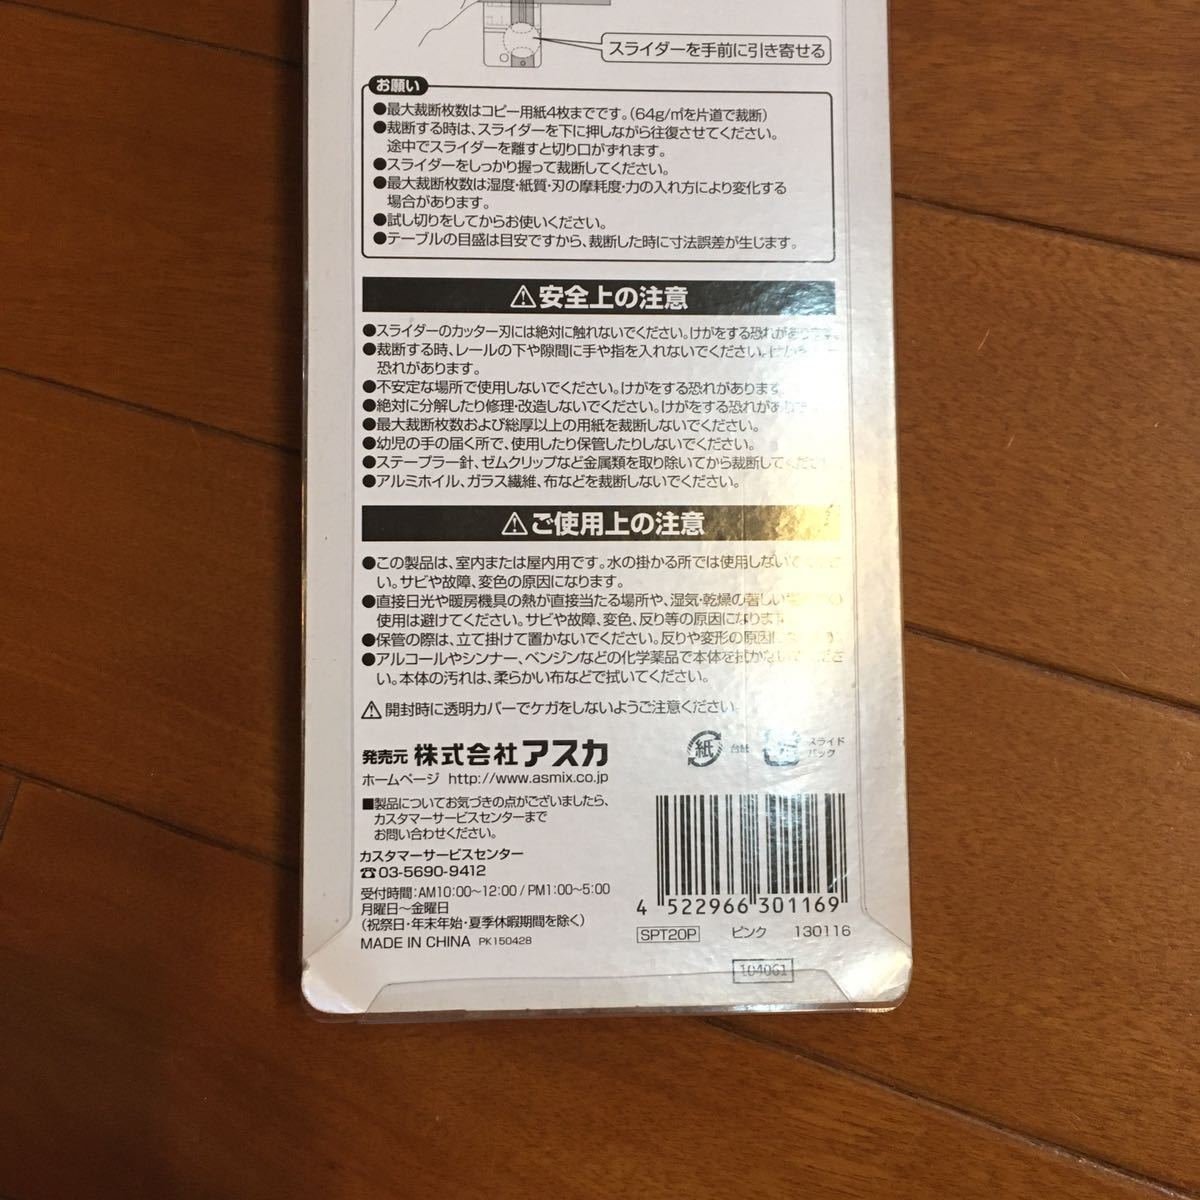 スライダーを手前に引き寄せる
お願い
●最大裁断枚数はコピー用紙4枚までです。(64g/㎡を片道で裁断)
●裁断する時は、スライダーを下に押しながら往復させてください。
途中でスライダーを離すと切り口がずれます。
●スライダーをしっかり握って裁断してください。
●最大裁断枚数は湿度・紙質・刃の摩耗度・力の入れ方により変化する
場合があります。
●試し切りをしてからお使いください。
●テーブルの目盛は目安ですから、裁断した時に寸法誤差が生じます。
⚠安全上の注意
●スライダーのカッター刃には絶対に触れないでください。けがをする恐れがあります。
●裁断する時、レールの下や隙間に手や指を入れないでください。けがを
恐れがあります。
●不安定な場所で使用しないでください。けがをする恐れがあります
●絶対に分解したり修理・改造しないでください。けがをする恐れがあ
●最大裁断枚数および総厚以上の用紙を裁断しないでください。
●幼児の手の届く所で、使用したり保管したりしないでください。
●ステープラー針、ゼムクリップなど金属類を取り除いてから裁断してくださ
●アルミホイル、ガラス繊維、布などを裁断しないでください。
⚠ご使用上の注意
●この製品は、室内または屋内用です。水の掛かる所では使用しないで
い。サビや故障、変色の原因になります。
●直接日光や暖房機具の熱が直接当たる場所や、湿気・乾燥の著しい
使用は避けてください。サビや故障、変色、反り等の原因になります
●保管の際は、立て掛けて置かないでください。反りや変形の原因
●アルコールやシンナー、ベンジンなどの化学薬品で本体を拭かない
い。本体の汚れは、柔らかい布などで拭いてください。
⚠開封時に透明カバーでケガをしないようご注意ください。
発売元 株式会社アスカ
ホームページ http://www.asmix.co.jp
紙 台紙 スライド
パック
■製品についてお気づきの点がございましたら、
カスタマーサービスセンターまで
お問い合わせください。
カスタマーサービスセンター
☎03-5690-9412
受付時間:AM10:00~12:00 / PM1:00~5:00
月曜日~金曜日
(祝祭日・年末年始・夏季休暇期間を除く)
MADE IN CHINA PK150428
4 522966 301169
SPT20P ピンク 130116
104061